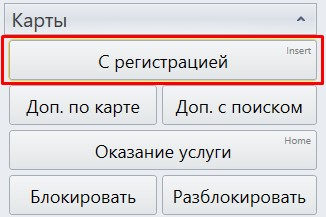 Карты
Insert
С регистрацией
Доп. по карте Доп. с поиском
Home
Оказание услуги
Блокировать Разблокировать